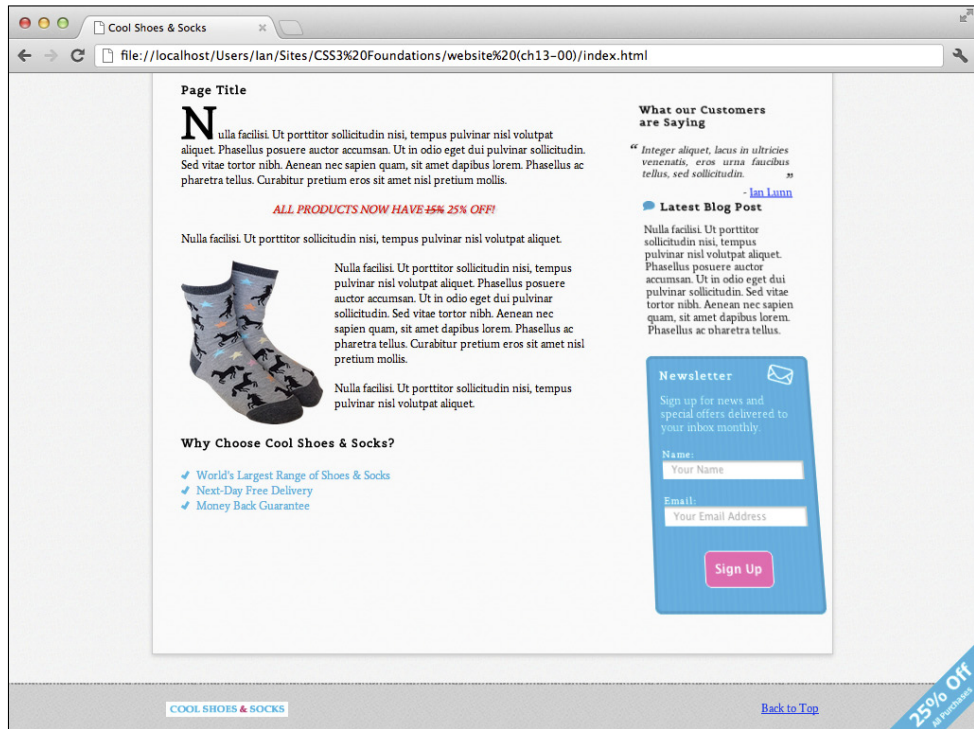 Cool Shoes & Socks
file://localhost/Users/Ian/Sites/CSS3%20Foundations/website%20(ch13-00)/index.html
Page Title
Nulla facilisi. Ut porttitor sollicitudin nisi, tempus pulvinar nisl volutpat
aliquet. Phasellus posuere auctor accumsan. Ut in odio eget dui pulvinar sollicitudin.
Sed vitae tortor nibh. Aenean nec sapien quam, sit amet dapibus lorem. Phasellus ac
pharetra tellus. Curabitur pretium eros sit amet nisl pretium mollis.
ALL PRODUCTS NOW HAVE 15% 25% OFF!
Nulla facilisi. Ut porttitor sollicitudin nisi, tempus pulvinar nisl volutpat aliquet.
Nulla facilisi. Ut porttitor sollicitudin nisi, tempus
pulvinar nisl volutpat aliquet. Phasellus posuere
auctor accumsan. Ut in odio eget dui pulvinar
sollicitudin. Sed vitae tortor nibh. Aenean nec
sapien quam, sit amet dapibus lorem. Phasellus ac
pharetra tellus. Curabitur pretium eros sit amet nisl
pretium mollis.
Nulla facilisi. Ut porttitor sollicitudin nisi, tempus
pulvinar nisl volutpat aliquet.
Why Choose Cool Shoes & Socks?
World's Largest Range of Shoes & Socks
Next-Day Free Delivery
Money Back Guarantee
What our Customers
are Saying
“ Integer aliquet, lacus in ultricies
venenatis, eros urna faucibus
tellus, sed sollicitudin. ”
- Ian Lunn
Latest Blog Post
Nulla facilisi. Ut porttitor
sollicitudin nisi, tempus
pulvinar nisl volutpat aliquet.
Phasellus posuere auctor
accumsan. Ut in odio eget dui
pulvinar sollicitudin. Sed vitae
tortor nibh. Aenean nec sapien
quam, sit amet dapibus lorem.
Phasellus ac pharetra tellus.
Newsletter
Sign up for news and
special offers delivered to
your inbox monthly.
Name:
Your Name
Email:
Your Email Address
Sign Up
COOL SHOES & SOCKS
Back to Top
25% Off
All Purchases